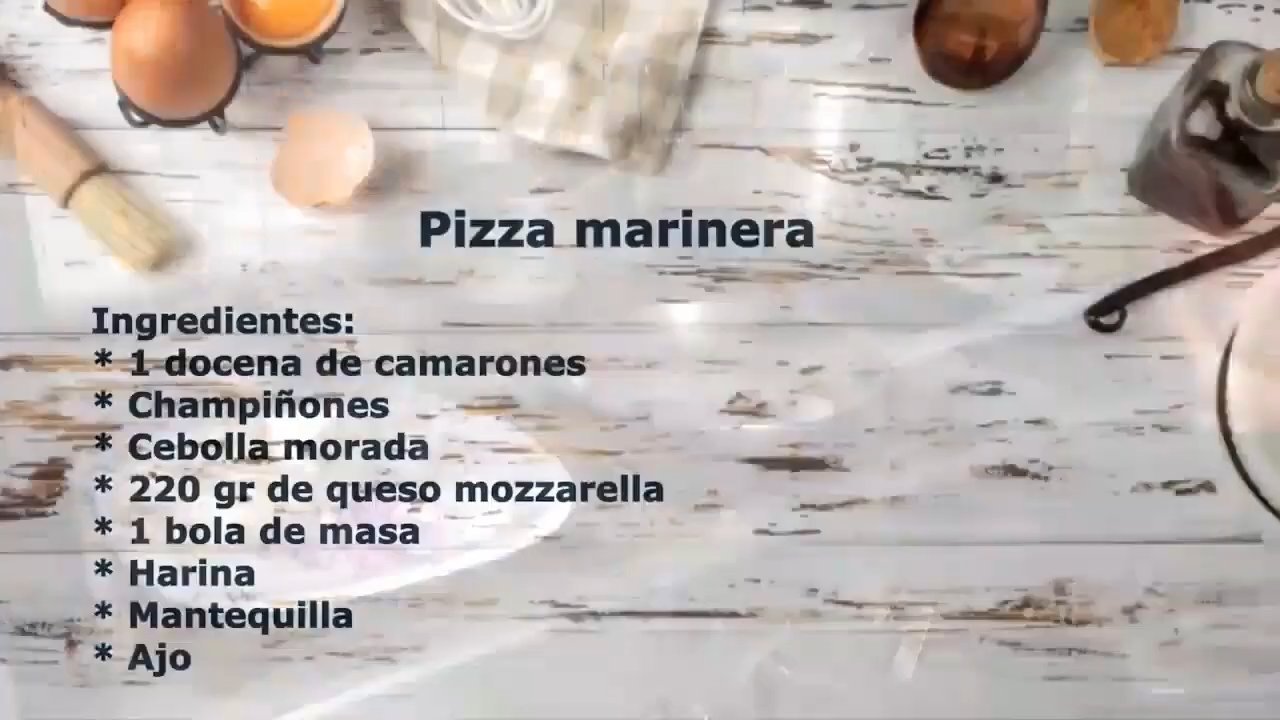 Pizza marinera
Ingredientes:
* 1 docena de camarones
* Champiñones
* Cebolla morada
* 220 gr de queso mozzarella
* 1 bola de masa
* Harina
* Mantequilla
* Ajo